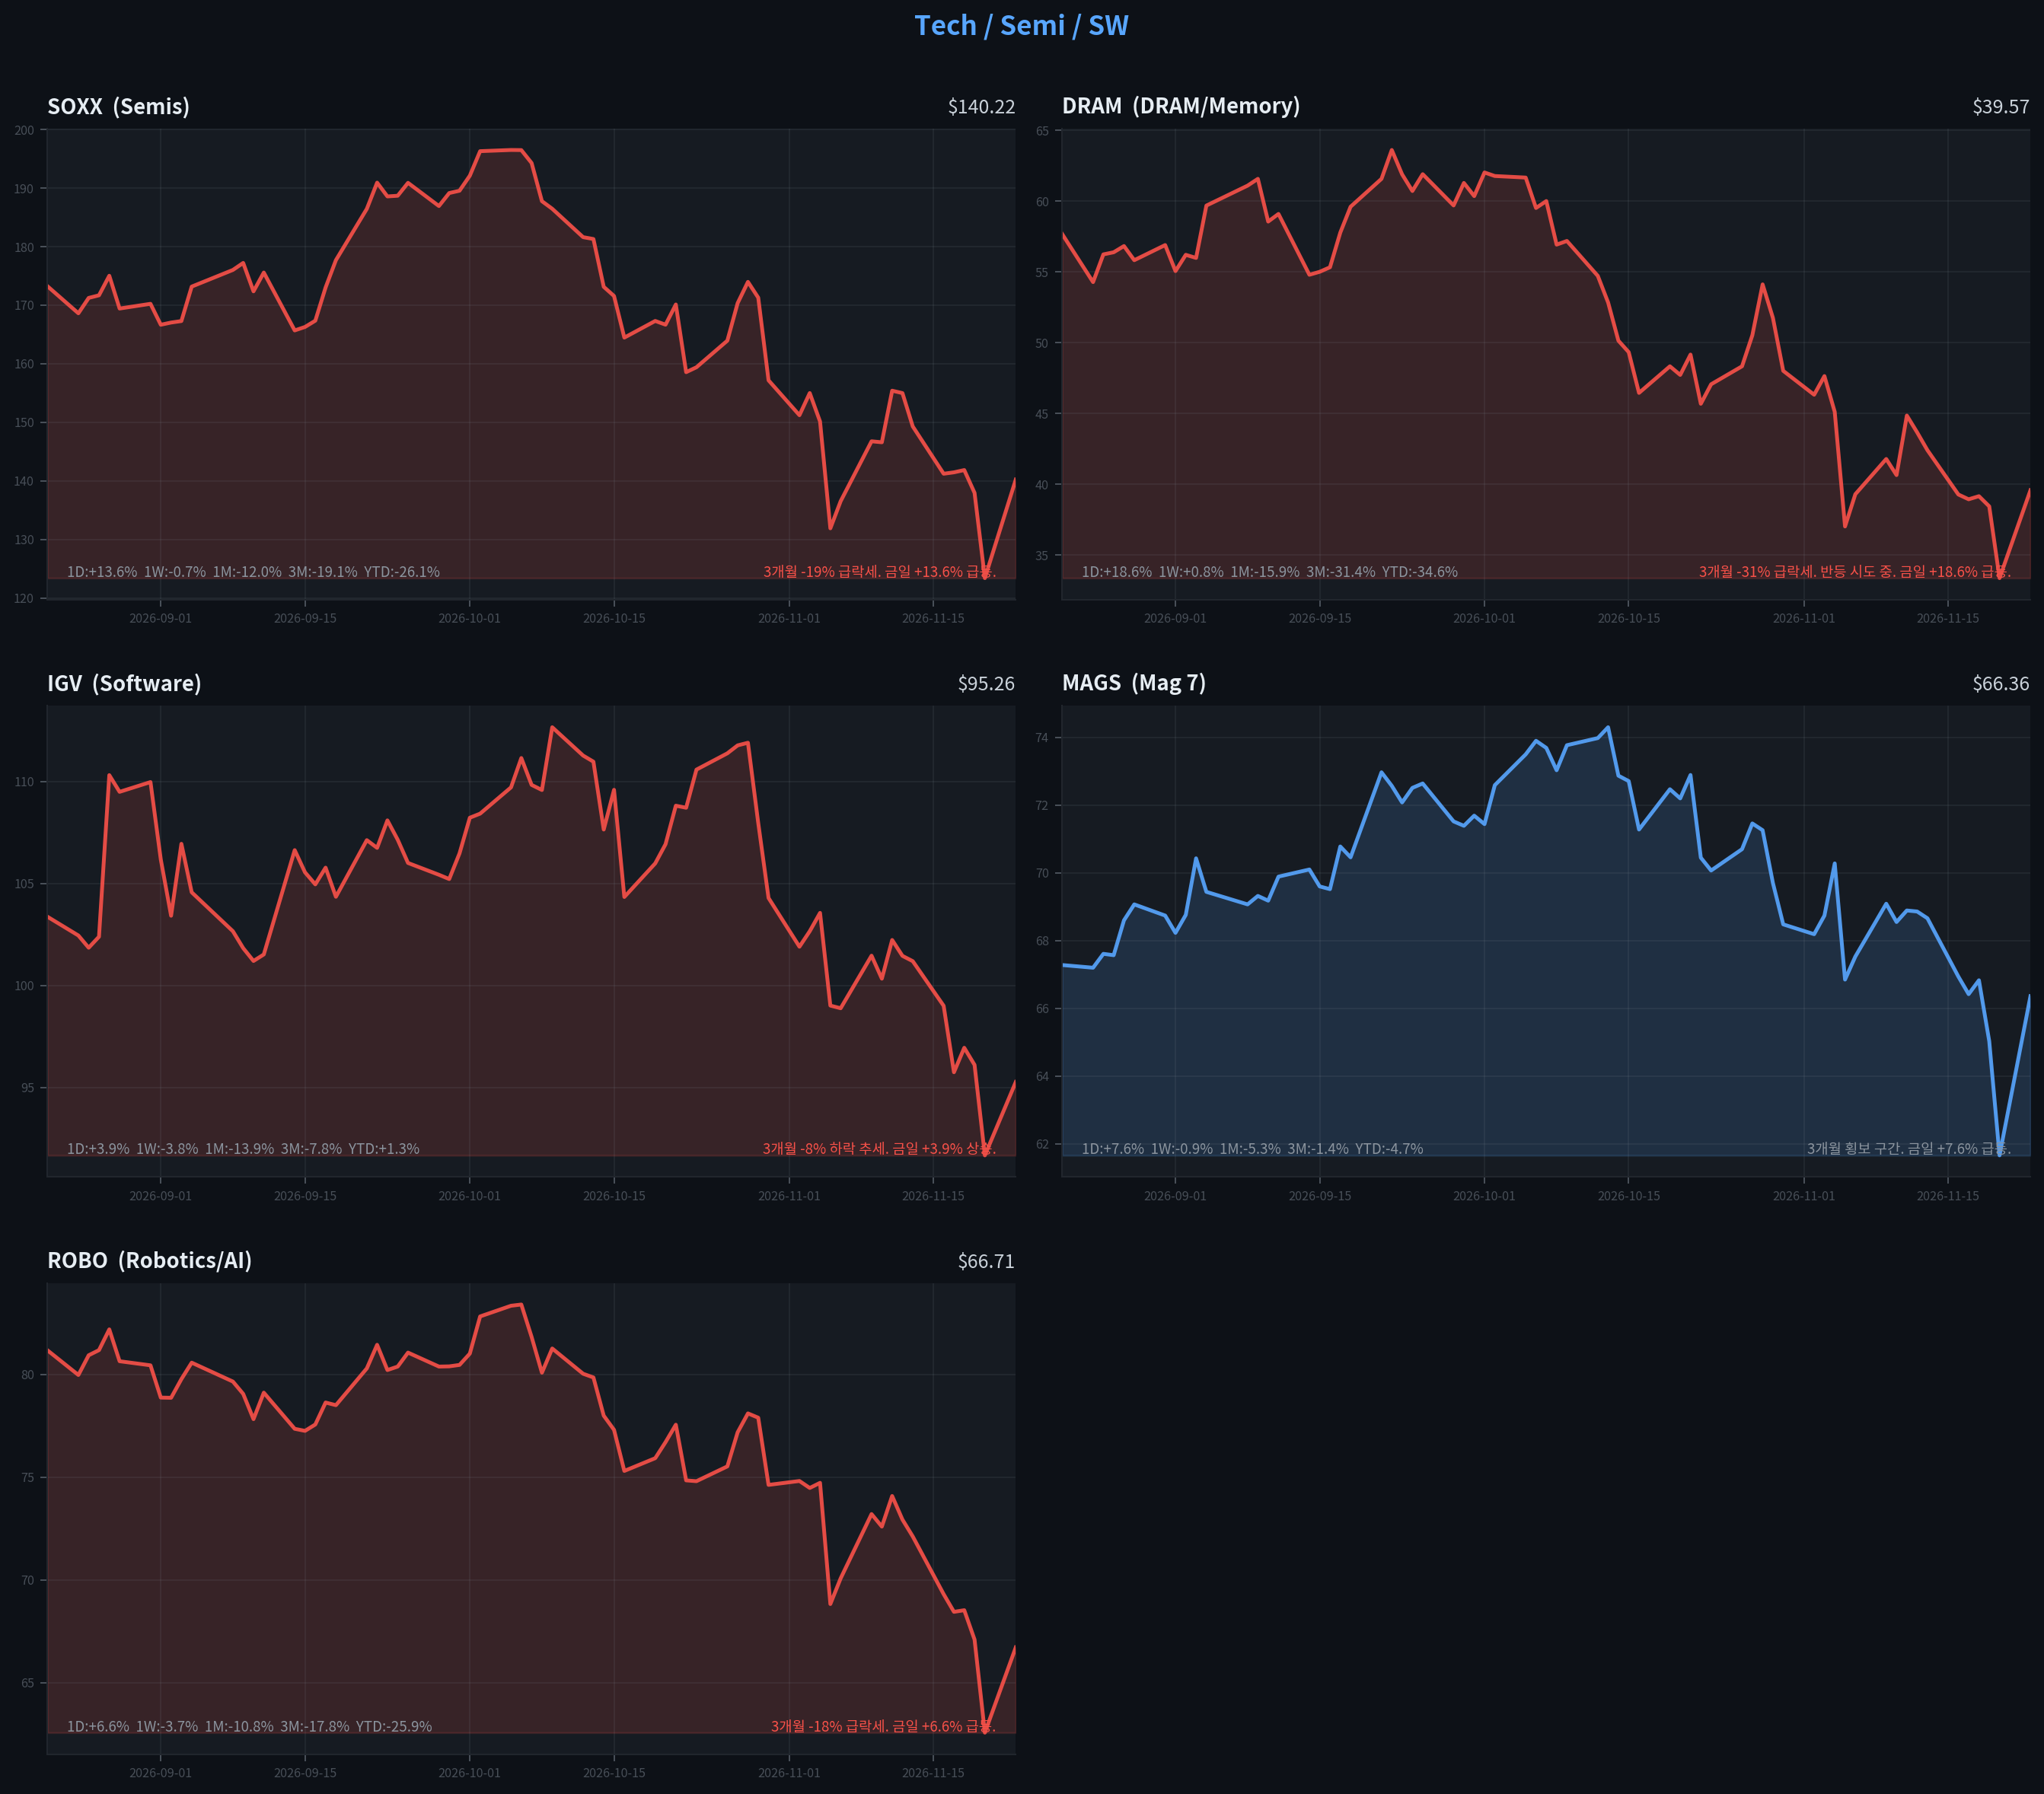 Tech / Semi / SW
SOXX (Semis)
$140.22
200
190
180
170
160
150
140
130
120
1D:+13.6% 1W:-0.7% 1M:-12.0% 3M:-19.1% YTD:-26.1%
3개월 -19% 급락세. 금일 +13.6% 급등.
2026-09-01 2026-09-15 2026-10-01 2026-10-15 2026-11-01 2026-11-15
DRAM (DRAM/Memory)
$39.57
65
60
55
50
45
40
35
1D:+18.6% 1W:+0.8% 1M:-15.9% 3M:-31.4% YTD:-34.6%
3개월 -31% 급락세. 반등 시도 중. 금일 +18.6% 급등.
2026-09-01 2026-09-15 2026-10-01 2026-10-15 2026-11-01 2026-11-15
IGV (Software)
$95.26
110
105
100
95
1D:+3.9% 1W:-3.8% 1M:-13.9% 3M:-7.8% YTD:+1.3%
3개월 -8% 하락 추세. 금일 +3.9% 상승.
2026-09-01 2026-09-15 2026-10-01 2026-10-15 2026-11-01 2026-11-15
MAGS (Mag 7)
$66.36
74
72
70
68
66
64
62
1D:+7.6% 1W:-0.9% 1M:-5.3% 3M:-1.4% YTD:-4.7%
3개월 횡보 구간. 금일 +7.6% 급등.
2026-09-01 2026-09-15 2026-10-01 2026-10-15 2026-11-01 2026-11-15
ROBO (Robotics/AI)
$66.71
80
75
70
65
1D:+6.6% 1W:-3.7% 1M:-10.8% 3M:-17.8% YTD:-25.9%
3개월 -18% 급락세. 금일 +6.6% 급등.
2026-09-01 2026-09-15 2026-10-01 2026-10-15 2026-11-01 2026-11-15